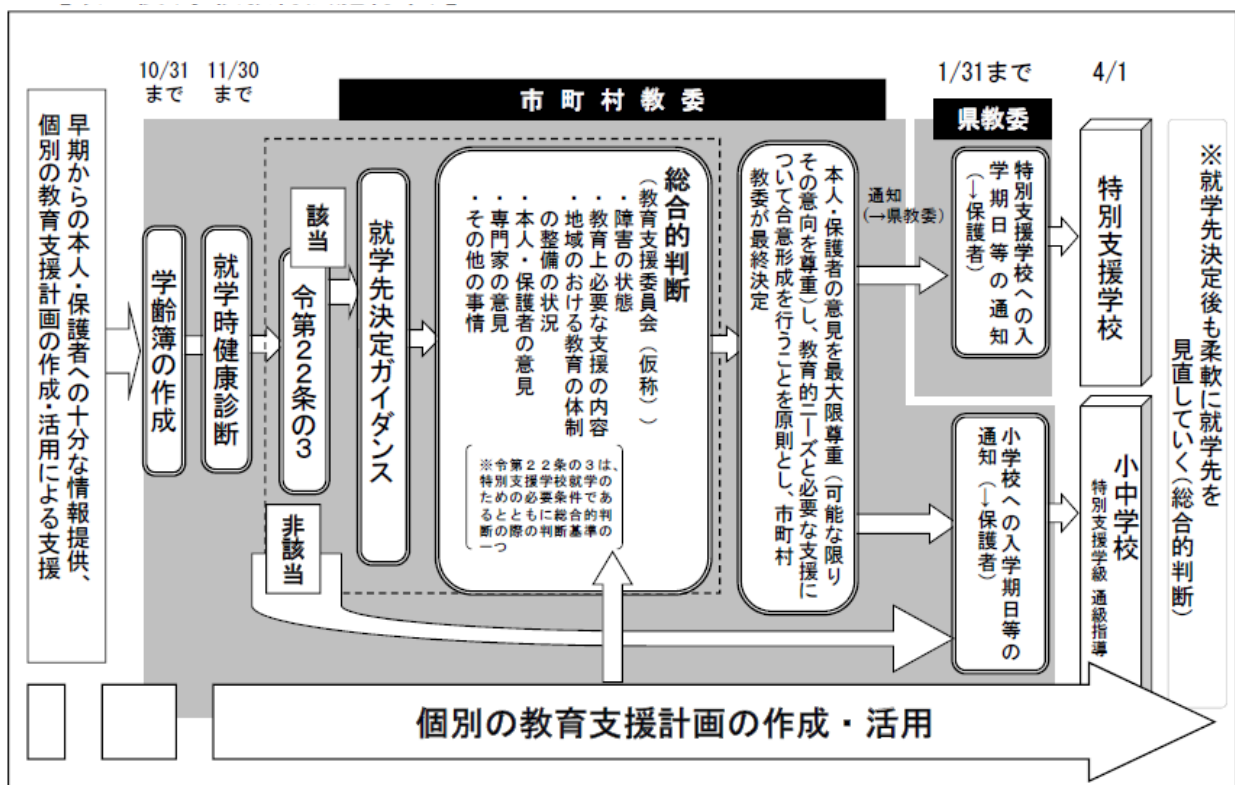 10/31
まで
11/30
まで
市町村教委
1/31まで
県教委
4/1
早期からの本人・保護者への十分な情報提供、
個別の教育支援計画の作成・活用による支援
学齢簿の作成
就学時健康診断
該当
令第22条の3
非該当
就学先決定ガイダンス
総合的判断
(教育支援委員会(仮称))
・障害の状態
・教育上必要な支援の内容
・地域のおける教育の体制
の整備の状況
・本人・保護者の意見
・専門家の意見
・その他の事情
※令第22条の3は、
特別支援学校就学の
ための必要条件であ
るとともに総合的判
断の際の判断基準の
一つ
本人・保護者の意見を最大限尊重(可能な限り
その意向を尊重)し、教育的ニーズと必要な支援に
ついて合意形成を行うことを原則とし、市町村
教委が最終決定
通知
(→県教委)
特別支援学校への入
学期日等の通知
(→保護者)
小学校への入学期日等の
通知(→保護者)
特別支援学校
小中学校
特別支援学級 通級指導
※就学先決定後も柔軟に就学先を
見直していく(総合的判断)
個別の教育支援計画の作成・活用